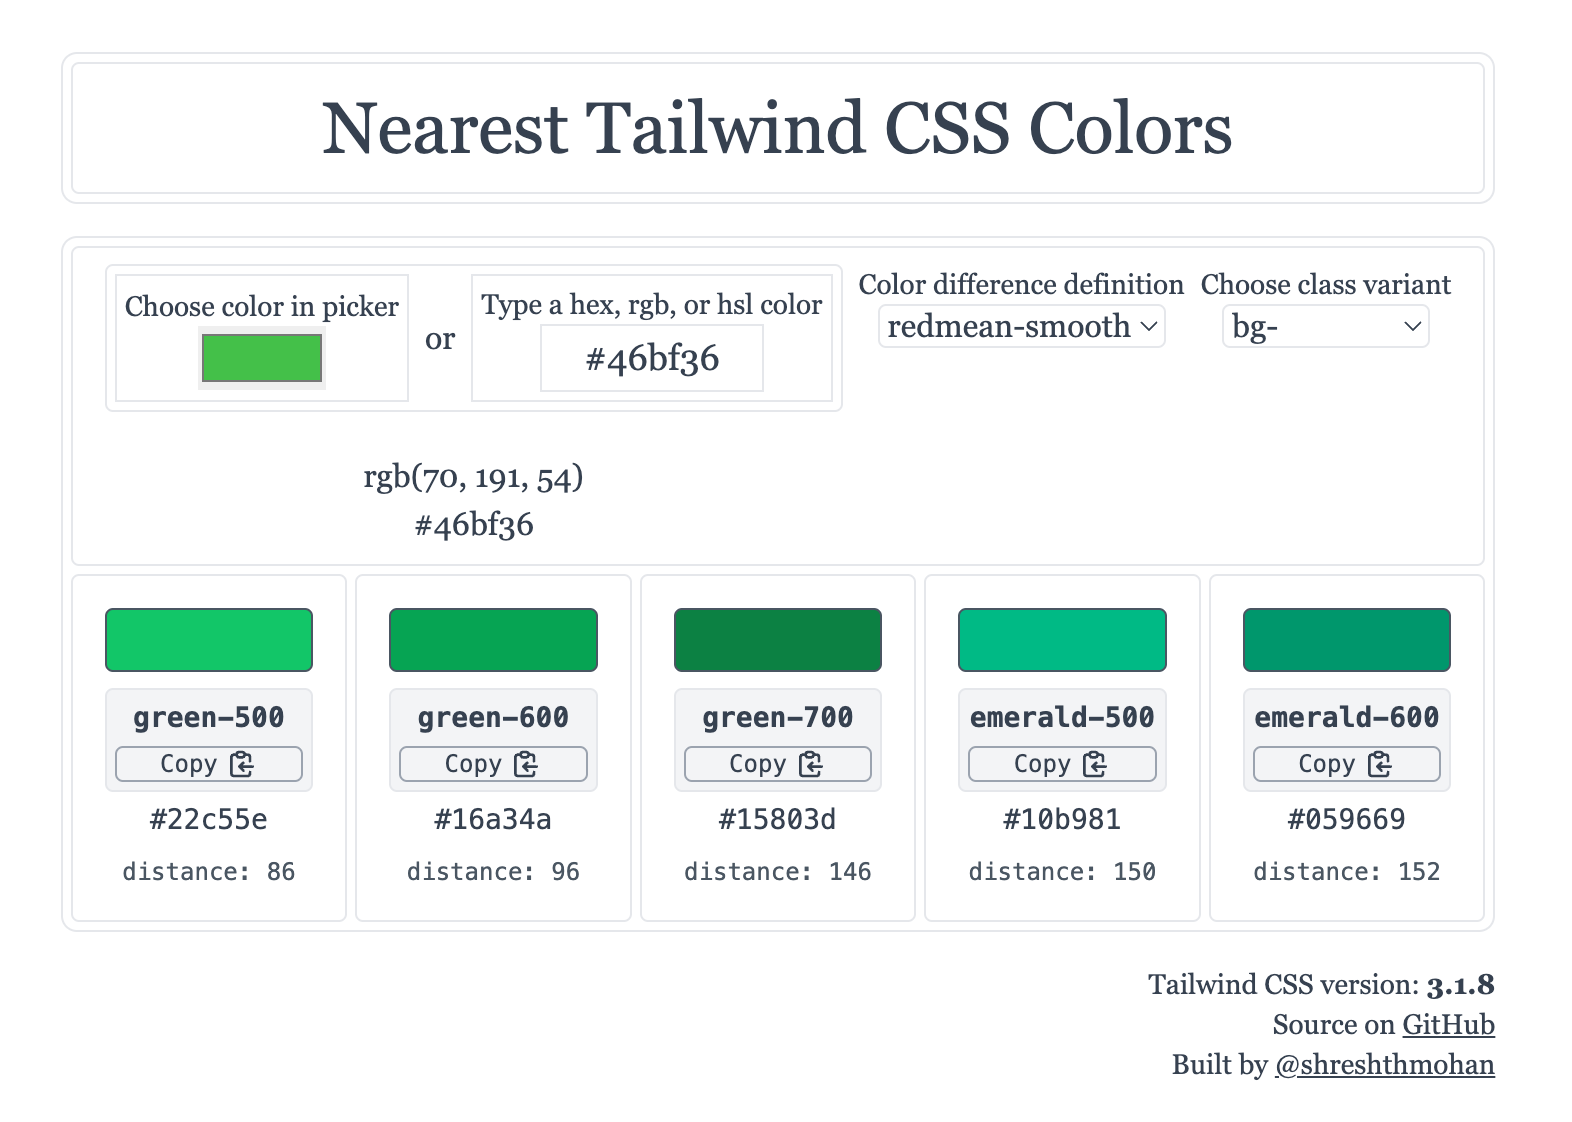 Nearest Tailwind CSS Colors
Choose color in picker
or
Type a hex, rgb, or hsl color
#46bf36
Color difference definition
redmean-smooth
Choose class variant
bg-
rgb(70, 191, 54)
#46bf36
green-500
Copy
#22c55e
distance: 86
green-600
Copy
#16a34a
distance: 96
green-700
Copy
#15803d
distance: 146
emerald-500
Copy
#10b981
distance: 150
emerald-600
Copy
#059669
distance: 152
Tailwind CSS version: 3.1.8
Source on GitHub
Built by @shreshthmohan